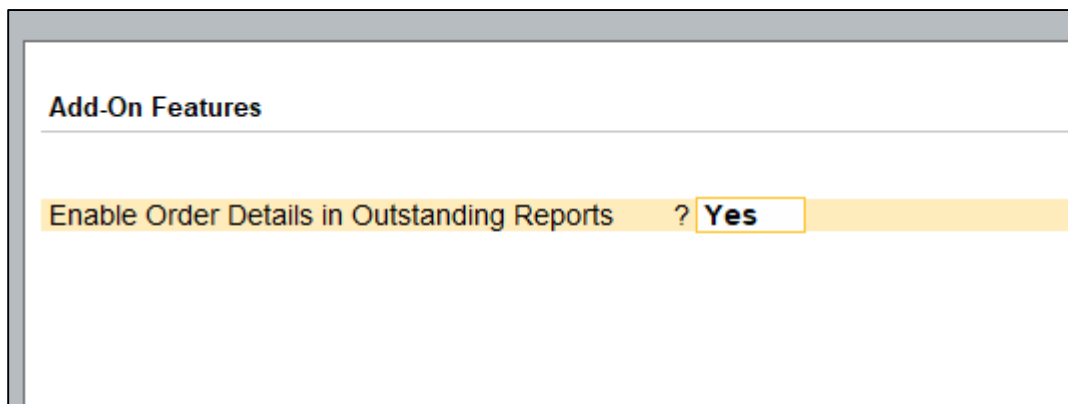 Add-On Features
Enable Order Details in Outstanding Reports ? Yes